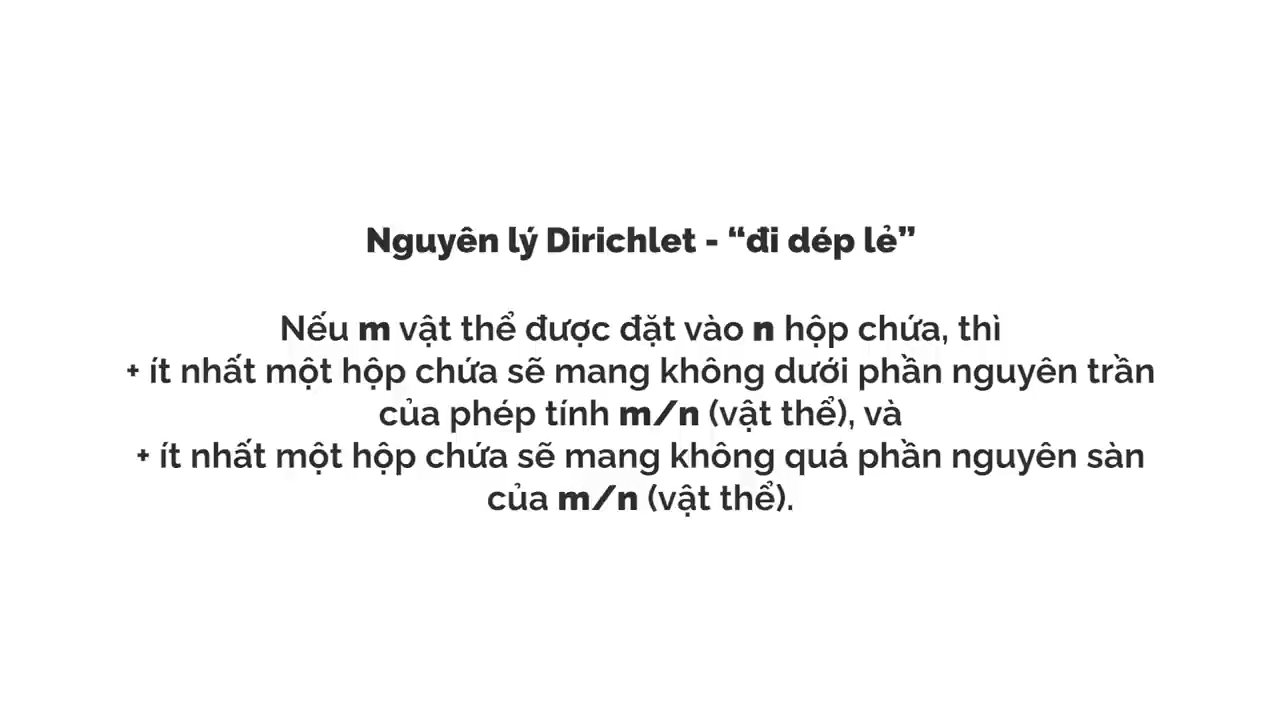 Nguyên lý Dirichlet - “đi dép lẻ”
Nếu m vật thể được đặt vào n hộp chứa, thì
+ ít nhất một hộp chứa sẽ mang không dưới phần nguyên trần
của phép tính m/n (vật thể), và
+ ít nhất một hộp chứa sẽ mang không quá phần nguyên sàn
của m/n (vật thể).